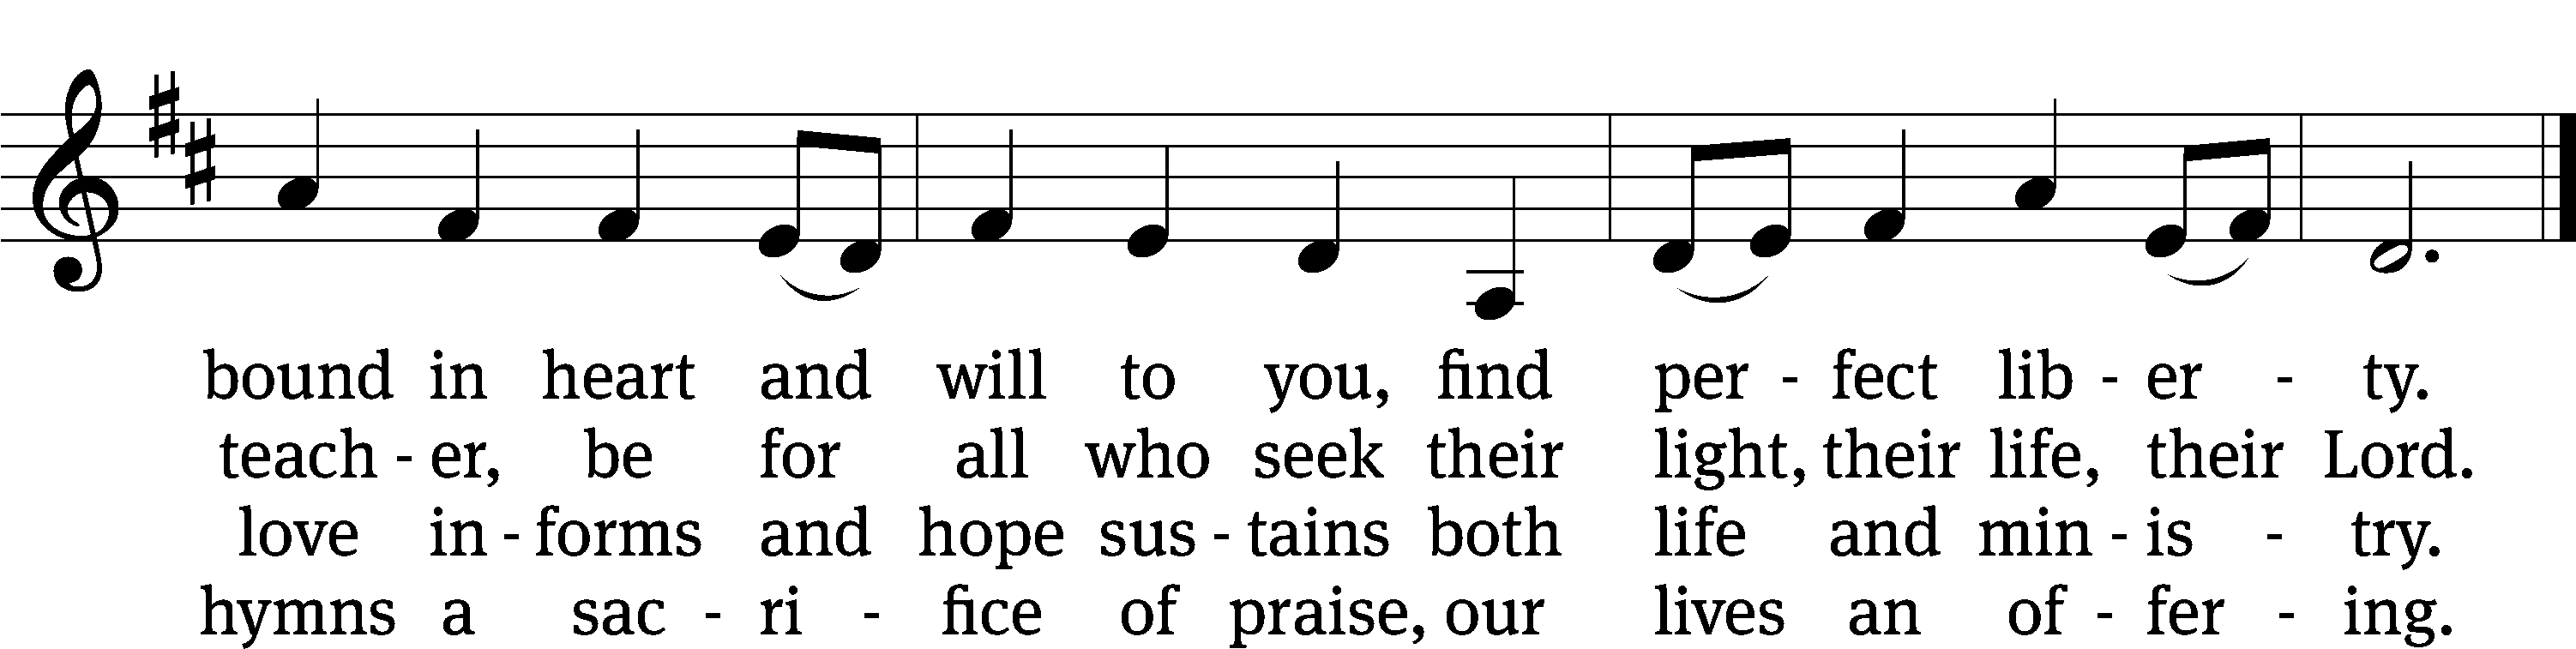 bound in heart and will to you, find per - fect lib - er - ty.
teach - er, be for all who seek their light, their life, their Lord.
love in - forms and hope sus - tains both life and min - is - try.
hymns a sac - ri - fice of praise, our lives an of - fer - ing.